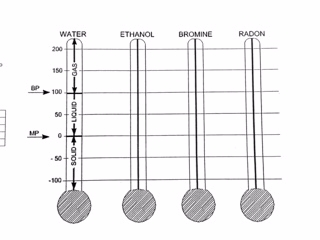 WATER ETHANOL BROMINE RADON
200
GAS
150
BP 100
LIQUID
50
MP 0
SOLID
- 50
-100